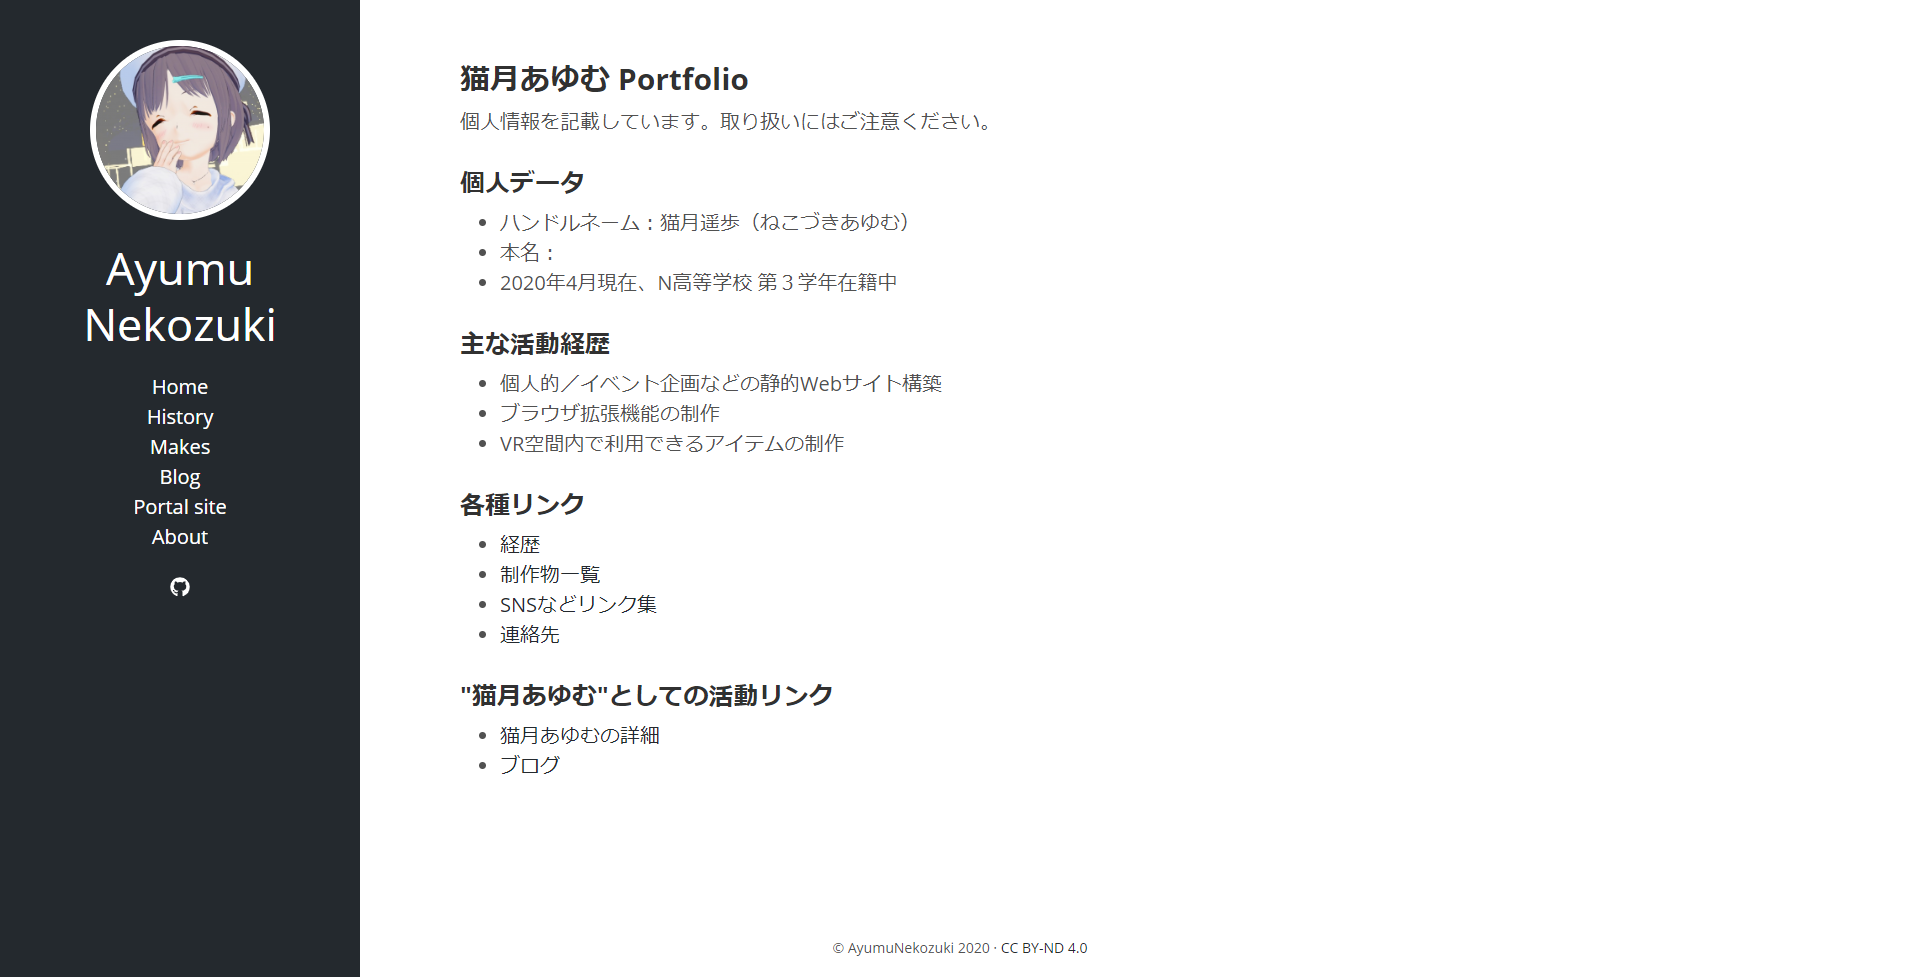 Ayumu
Nekozuki
Home
History
Makes
Blog
Portal site
About
猫月あゆむ Portfolio
個人情報を記載しています。取り扱いにはご注意ください。
個人データ
ハンドルネーム：猫月遥歩（ねこづきあゆむ）
本名：
2020年4月現在、N高等学校 第３学年在籍中
主な活動経歴
個人的／イベント企画などの静的Webサイト構築
ブラウザ拡張機能の制作
VR空間内で利用できるアイテムの制作
各種リンク
経歴
制作物一覧
SNSなどリンク集
連絡先
"猫月あゆむ"としての活動リンク
猫月あゆむの詳細
ブログ
© AyumuNekozuki 2020 · CC BY-ND 4.0